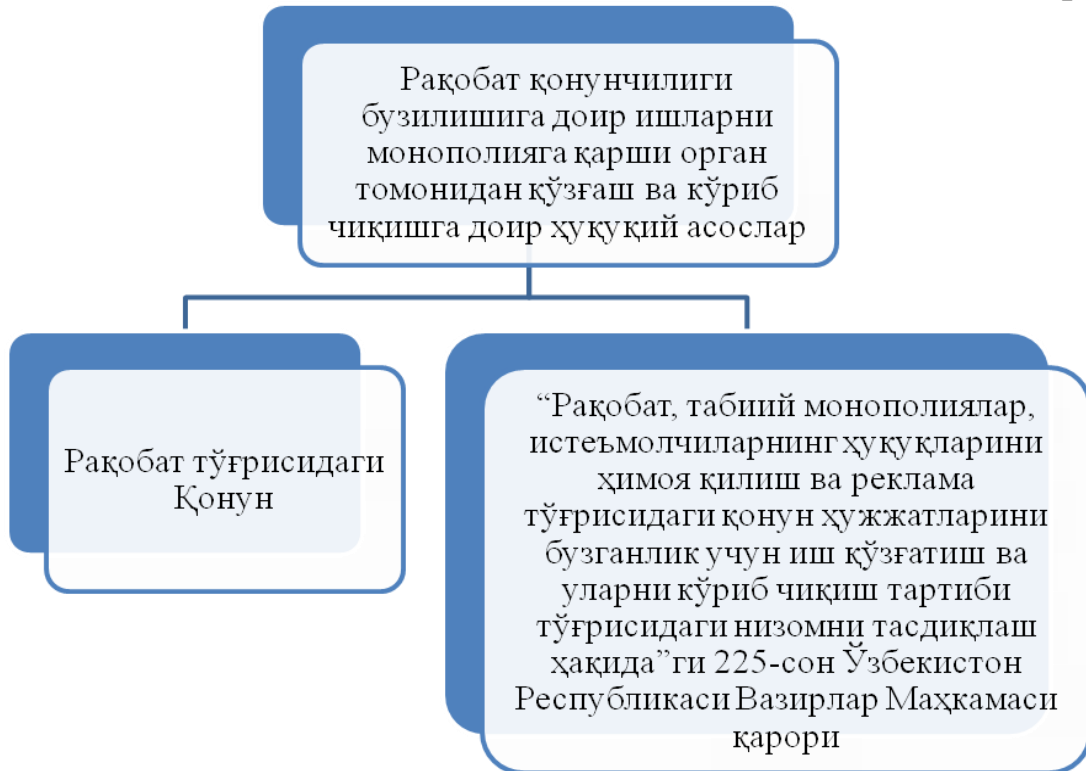 Рақобат қонунчилиги
бузилишига доир ишларни
монополияга қарши орган
томонидан қўзғаш ва кўриб
чиқишга доир ҳуқуқий асослар
Рақобат тўғрисидаги
Қонун
“Рақобат, табиий монополиялар,
истеъмолчиларнинг ҳуқуқларини
ҳимоя қилиш ва реклама
тўғрисидаги қонун ҳужжатларини
бузганлик учун иш қўзғатиш ва
уларни кўриб чиқиш тартиби
тўғрисидаги низомни тасдиқлаш
ҳақида”ги 225-сон Ўзбекистон
Республикаси Вазирлар Маҳкамаси
қарори